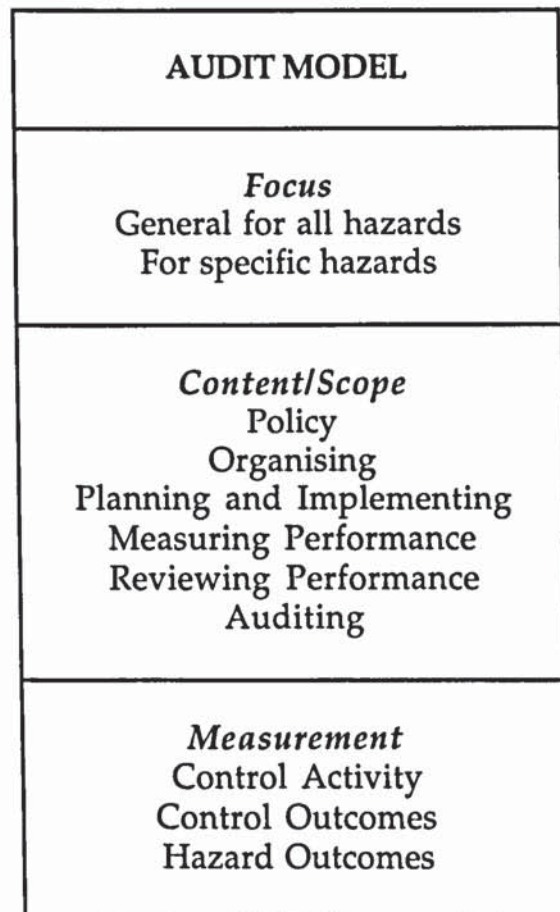 AUDIT MODEL
Focus
General for all hazards
For specific hazards
Content/Scope
Policy
Organising
Planning and Implementing
Measuring Performance
Reviewing Performance
Auditing
Measurement
Control Activity
Control Outcomes
Hazard Outcomes